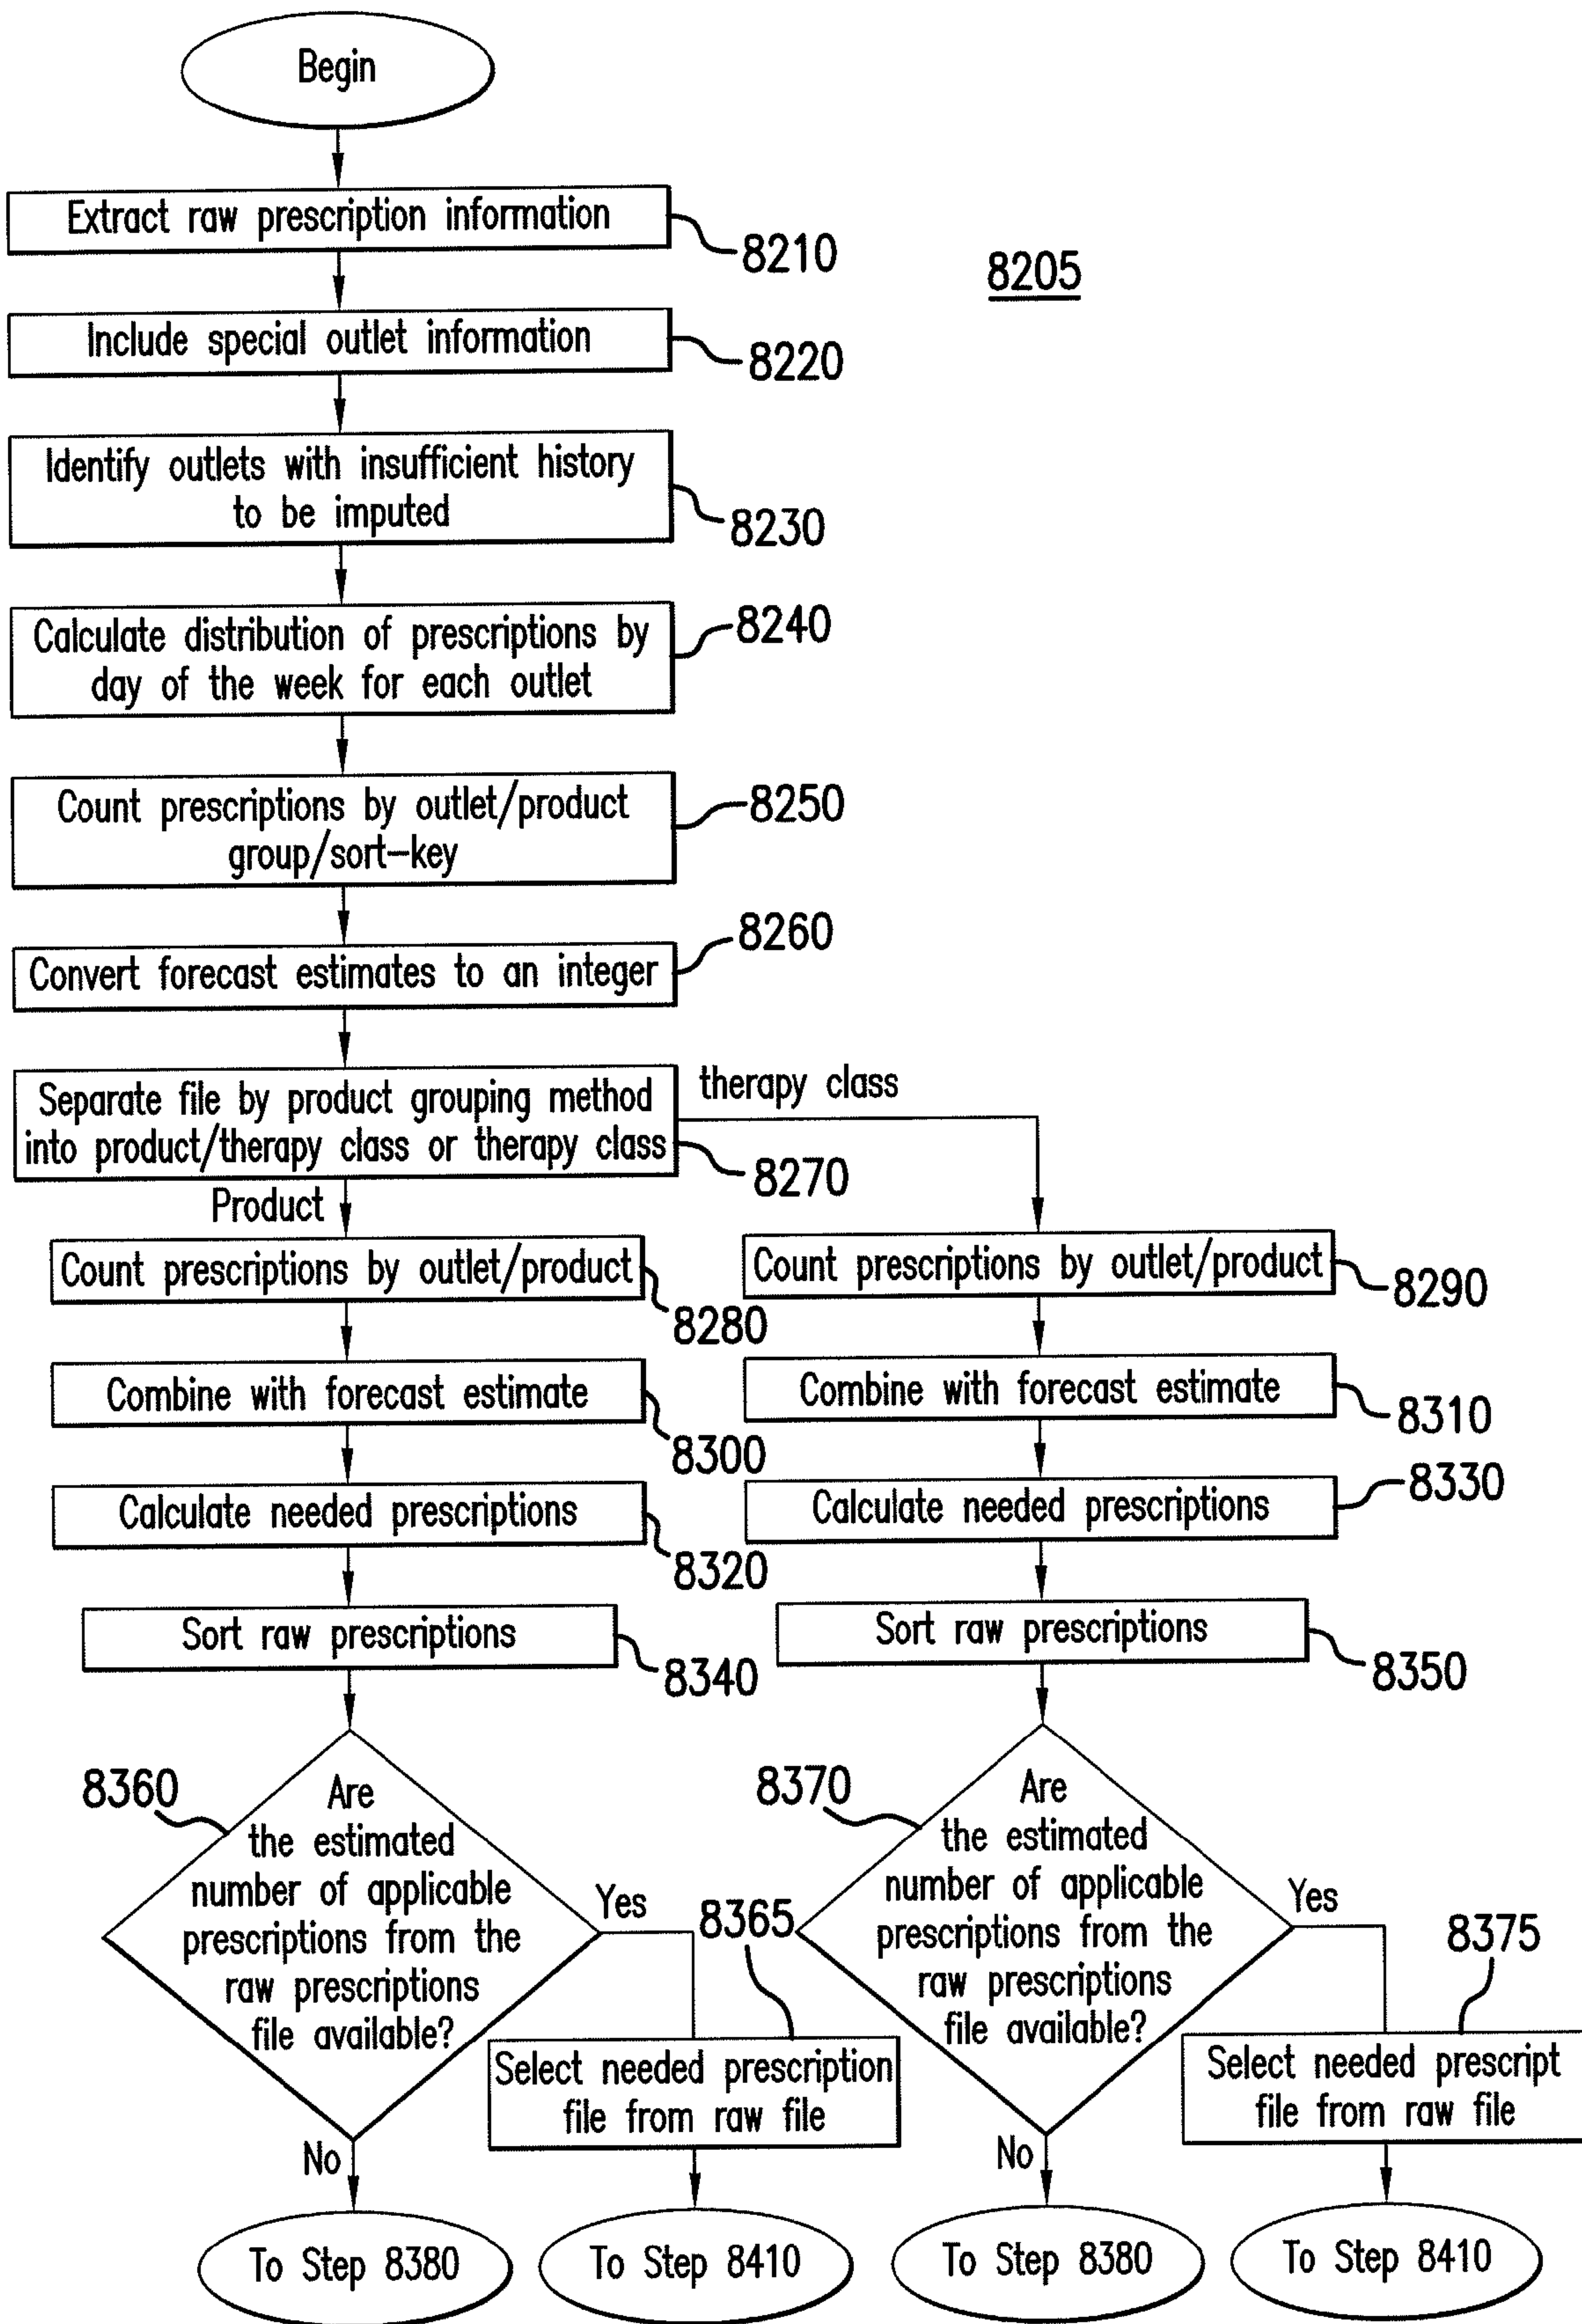 Begin
Extract raw prescription information
8210
8205
Include special outlet information
8220
Identify outlets with insufficient history
to be imputed
8230
Calculate distribution of prescriptions by
day of the week for each outlet
8240
Count prescriptions by outlet/product
group/sort-key
8250
8260
Convert forecast estimates to an integer
Separate file by product grouping method
into product/therapy class or therapy class
therapy class
8270
Product
Count prescriptions by outlet/product
8280
Count prescriptions by outlet/product
8290
Combine with forecast estimate
8300
Combine with forecast estimate
8310
Calculate needed prescriptions
8320
Calculate needed prescriptions
8330
Sort raw prescriptions
8340
Sort raw prescriptions
8350
8360
Are
the estimated
number of applicable
prescriptions from the
raw prescriptions
file available?
Yes
8365
Select needed prescription
file from raw file
No
8370
Are
the estimated
number of applicable
prescriptions from the
raw prescriptions
file available?
Yes
8375
Select needed prescript
file from raw file
No
To Step 8380
To Step 8410
To Step 8380
To Step 8410